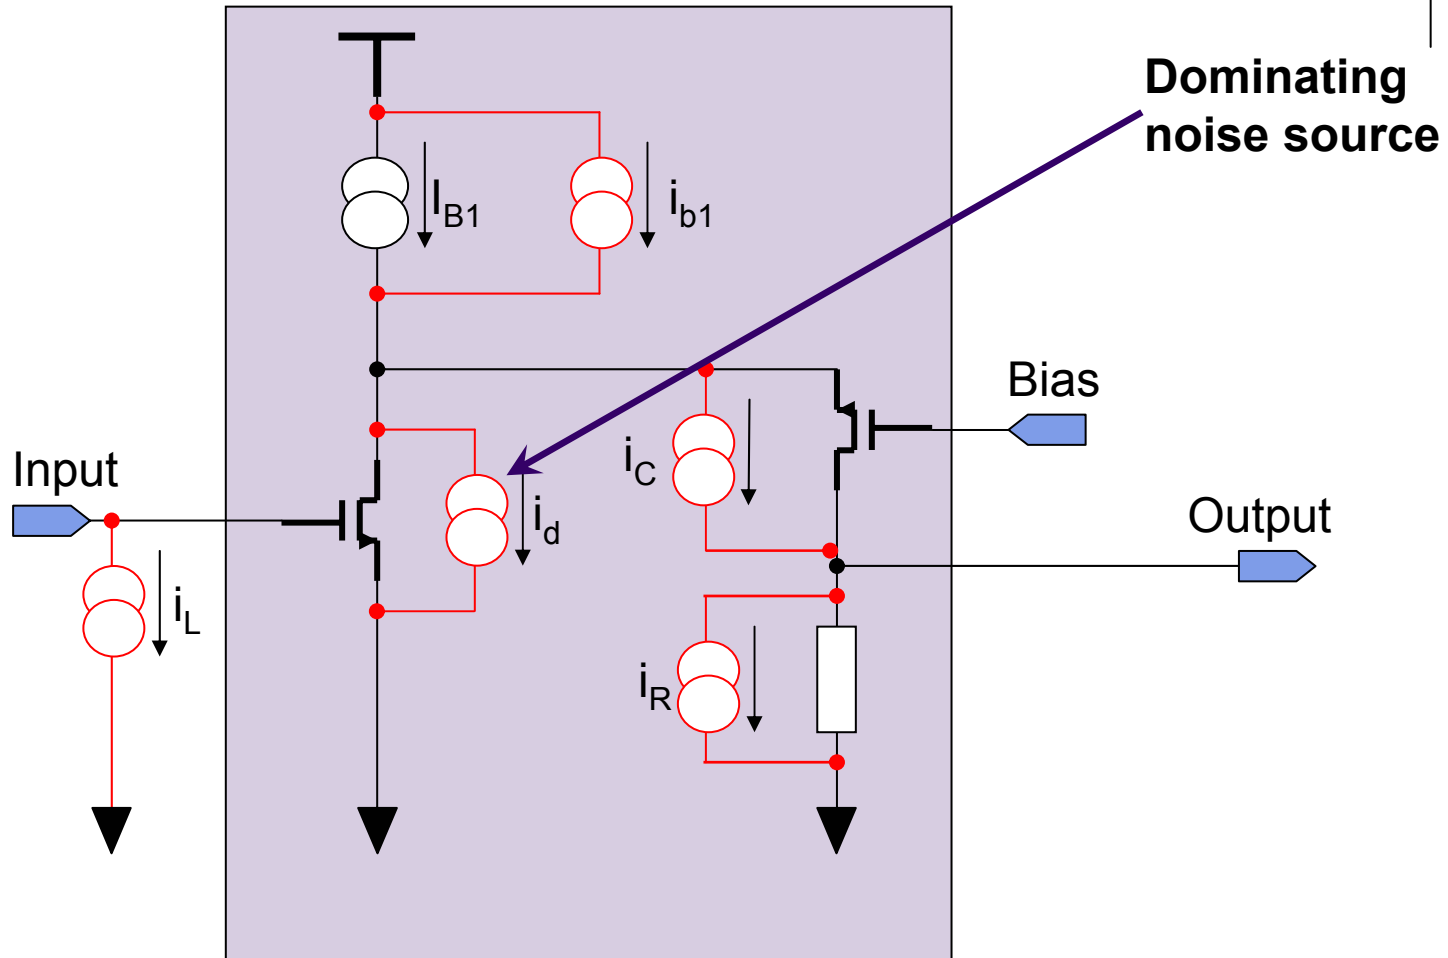 Dominating
noise source
I_B1
i_b1
Bias
Input
i_C
i_d
Output
i_L
i_R